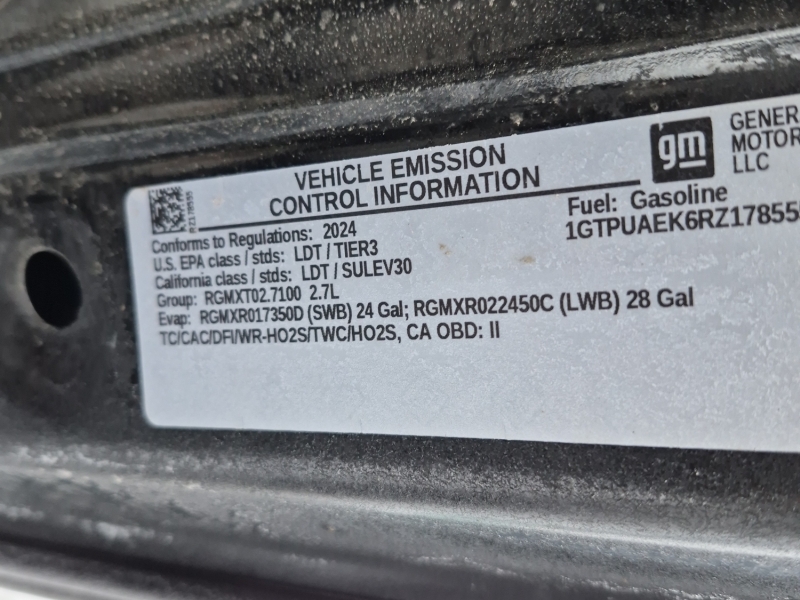 VEHICLE EMISSION
CONTROL INFORMATION
gm
GENER
MOTOR
LLC
RZ178555
Fuel: Gasoline
1GTPUAEK6RZ178555
Conforms to Regulations: 2024
U.S. EPA class / stds: LDT / TIER3
California class / stds: LDT / SULEV30
Group: RGMXT02.7100 2.7L
Evap: RGMXR017350D (SWB) 24 Gal; RGMXR022450C (LWB) 28 Gal
TC/CAC/DFI/WR-HO2S/TWC/HO2S, CA OBD: II